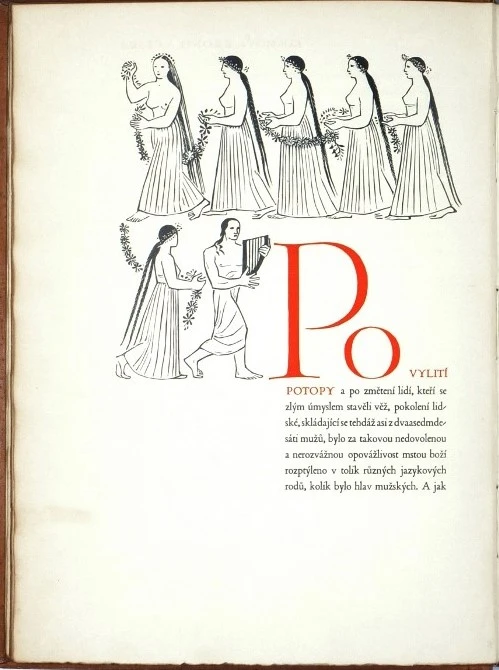 Po
VYLITÍ
POTOPY a po změtení lidí, kteří se
zlým úmyslem stavěli věž, pokolení lid-
ské, skládající se tehdáž asi z dvaasedmde-
sáti mužů, bylo za takovou nedovolenou
a nerozvážnou opovážlivost mstou boží
rozptýleno v tolik různých jazykových
rodů, kolik bylo hlav mužských. A jak